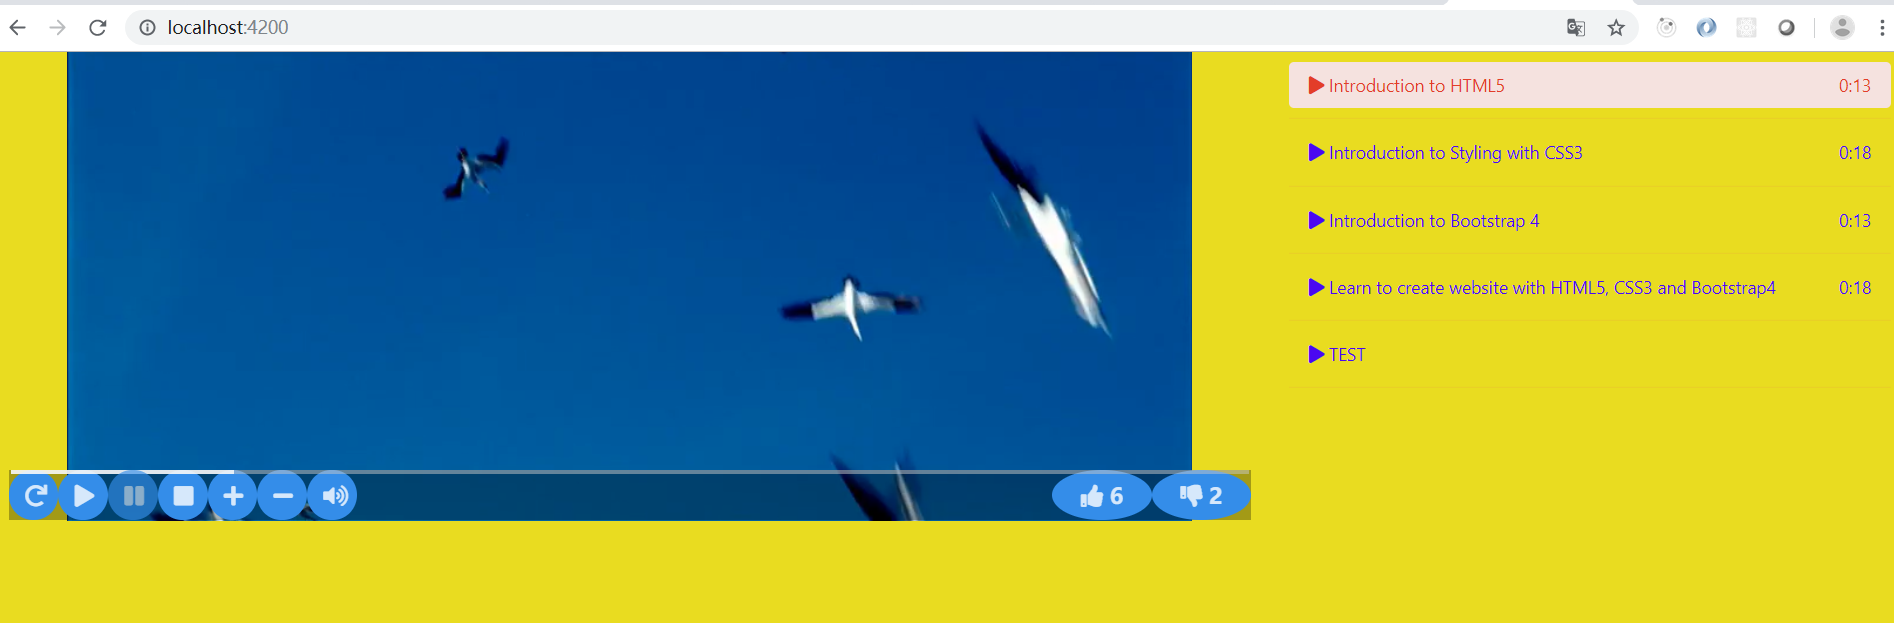 localhost:4200
Introduction to HTML5 0:13
Introduction to Styling with CSS3 0:18
Introduction to Bootstrap 4 0:13
Learn to create website with HTML5, CSS3 and Bootstrap4 0:18
TEST
6 2